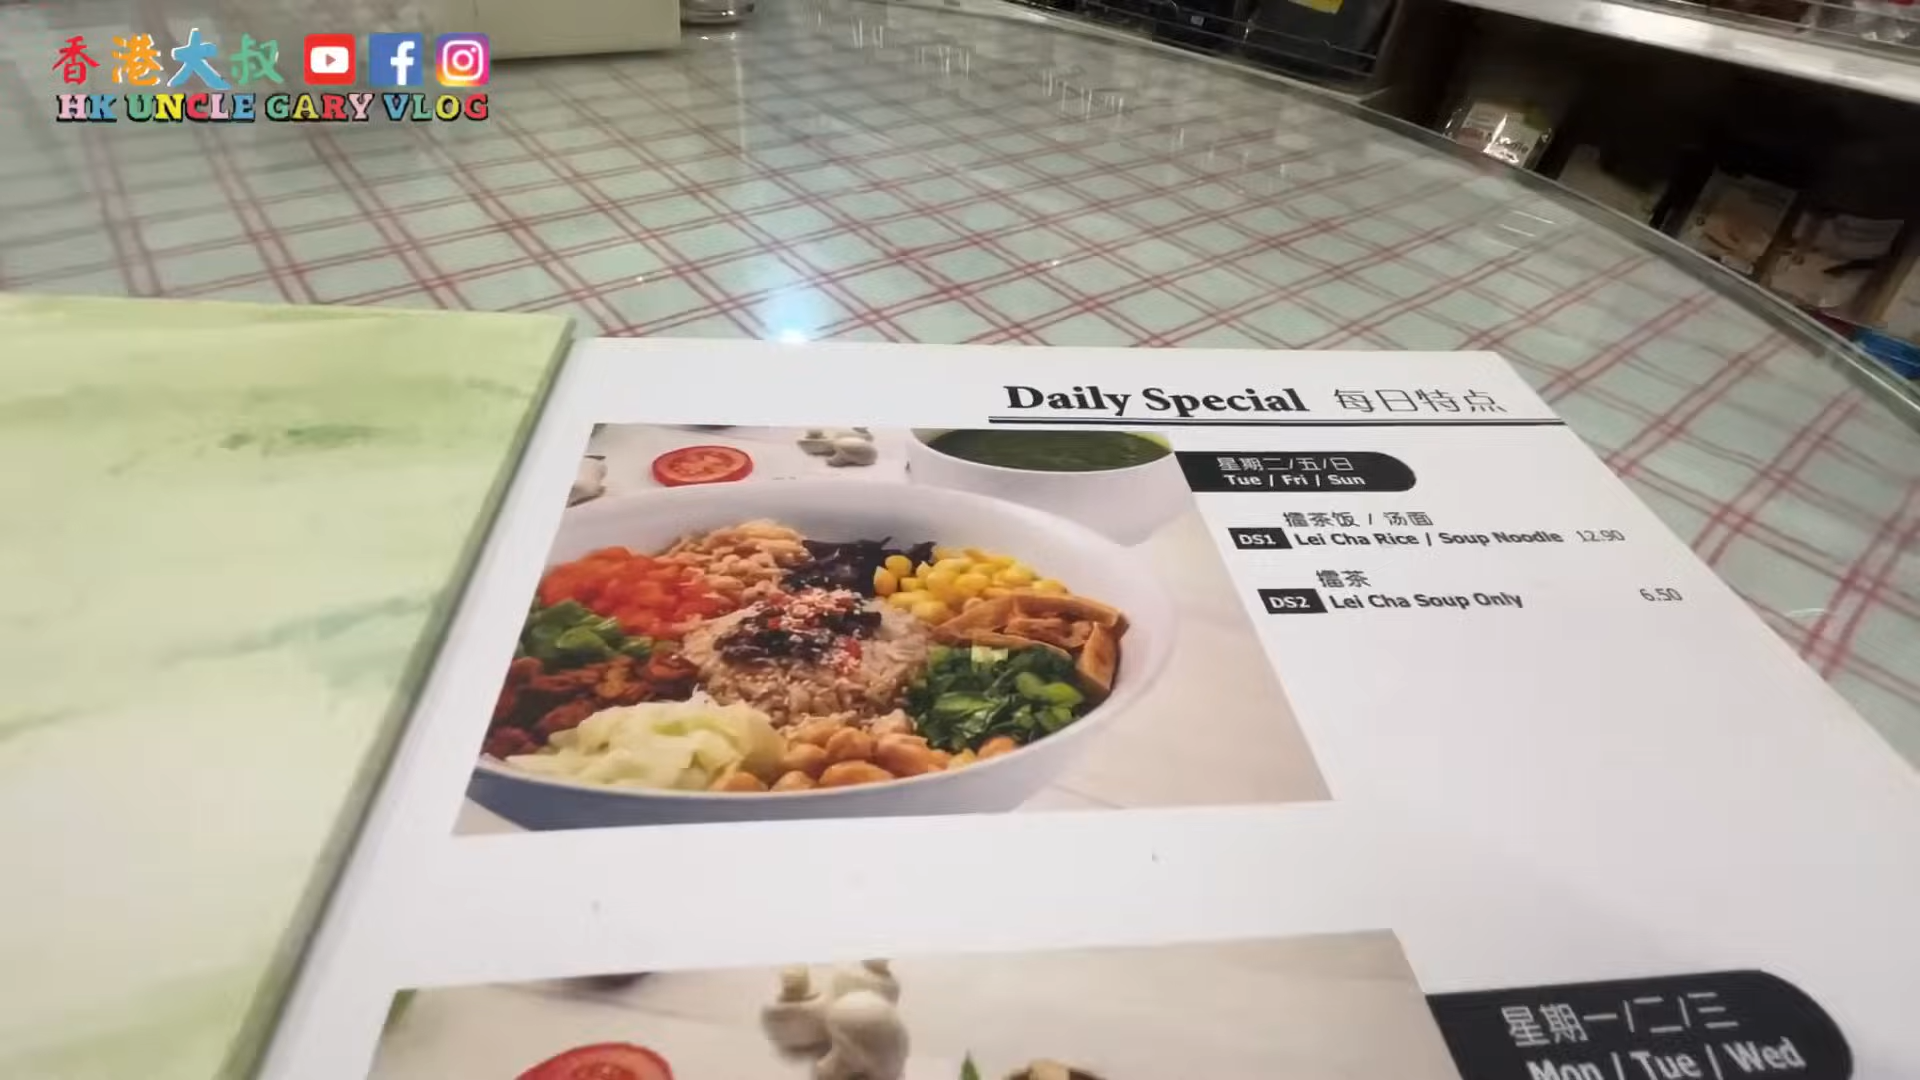 香港大叔
HK UNCLE GARY VLOG
Daily Special 每日特点
星期二/五/日
Tue / Fri / Sun
擂茶饭 / 汤面
DS1 Lei Cha Rice / Soup Noodle 12.90
擂茶
DS2 Lei Cha Soup Only 6.50
星期一/二/三
Mon / Tue / Wed